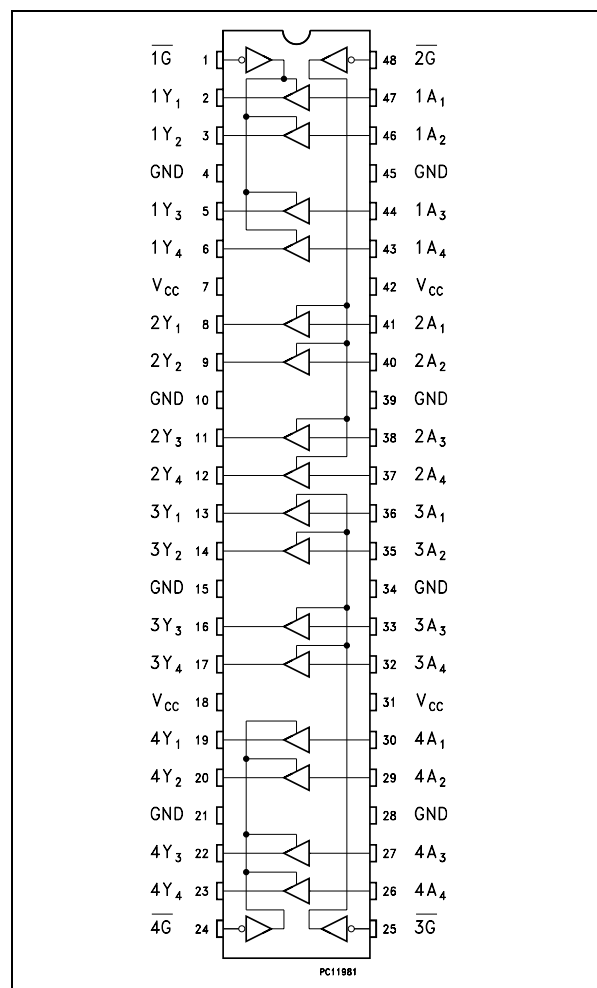 1G 1 48 2G
1Y1 2 47 1A1
1Y2 3 46 1A2
GND 4 45 GND
1Y3 5 44 1A3
1Y4 6 43 1A4
VCC 7 42 VCC
2Y1 8 41 2A1
2Y2 9 40 2A2
GND 10 39 GND
2Y3 11 38 2A3
2Y4 12 37 2A4
3Y1 13 36 3A1
3Y2 14 35 3A2
GND 15 34 GND
3Y3 16 33 3A3
3Y4 17 32 3A4
VCC 18 31 VCC
4Y1 19 30 4A1
4Y2 20 29 4A2
GND 21 28 GND
4Y3 22 27 4A3
4Y4 23 26 4A4
4G 24 25 3G
PC11981